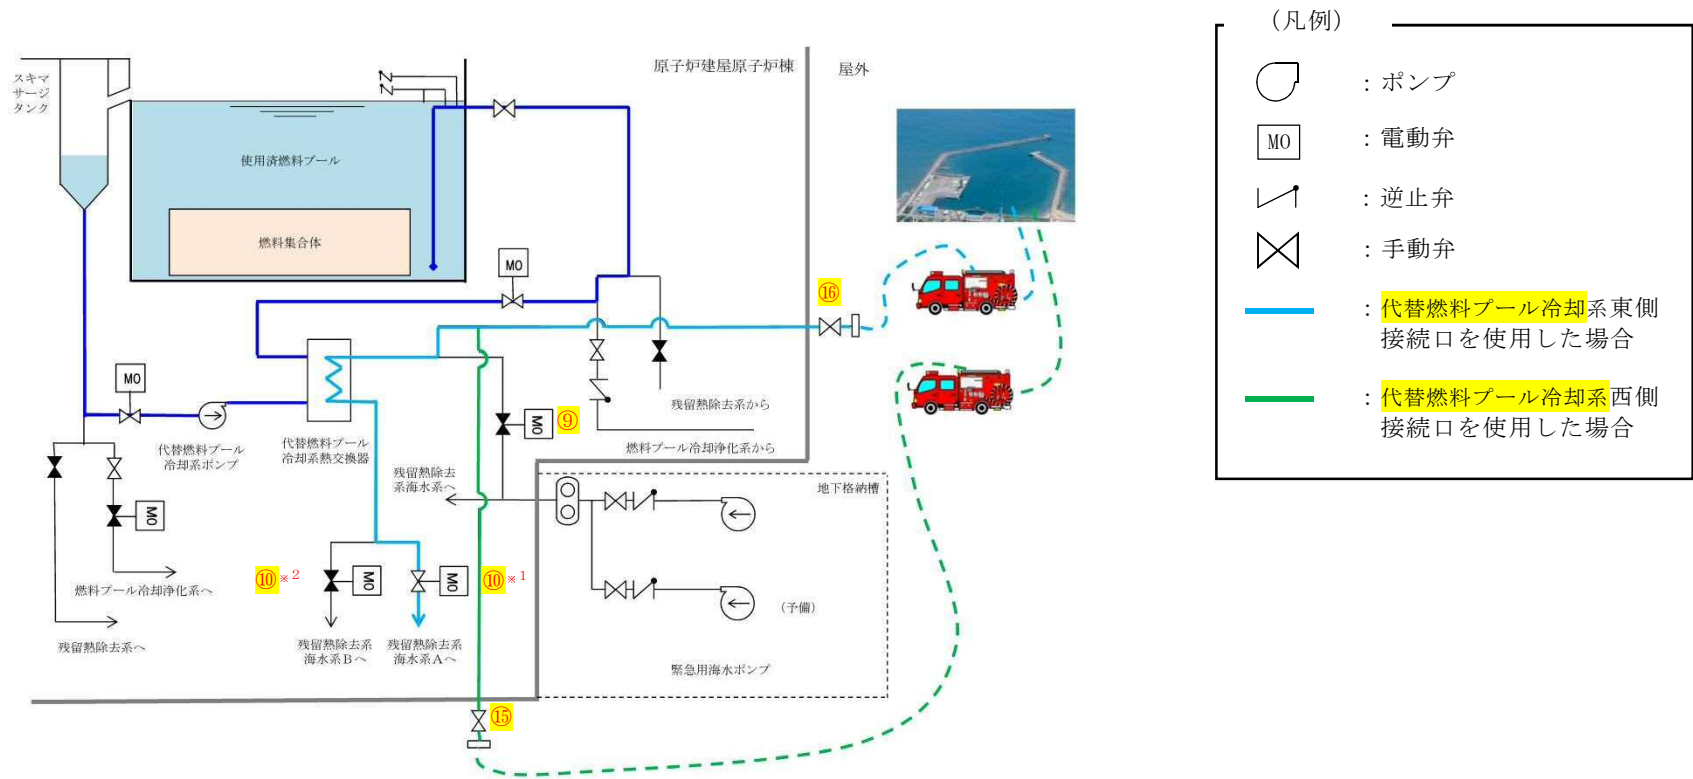 スキマ
サージ
タンク
使用済燃料プール
燃料集合体
原子炉建屋原子炉棟
屋外
MO
⑯
MO
代替燃料プール
冷却系ポンプ
代替燃料プール
冷却系熱交換器
MO
⑨
残留熱除去系から
燃料プール冷却浄化系から
残留熱除去
系海水系へ
地下格納槽
MO
燃料プール冷却浄化系へ
残留熱除去系へ
⑩※2
MO
MO
⑩※1
残留熱除去系
海水系Bへ
残留熱除去系
海水系Aへ
(予備)
緊急用海水ポンプ
⑮
(凡例)
:ポンプ
MO
:電動弁
:逆止弁
:手動弁
:代替燃料プール冷却系東側
接続口を使用した場合
:代替燃料プール冷却系西側
接続口を使用した場合